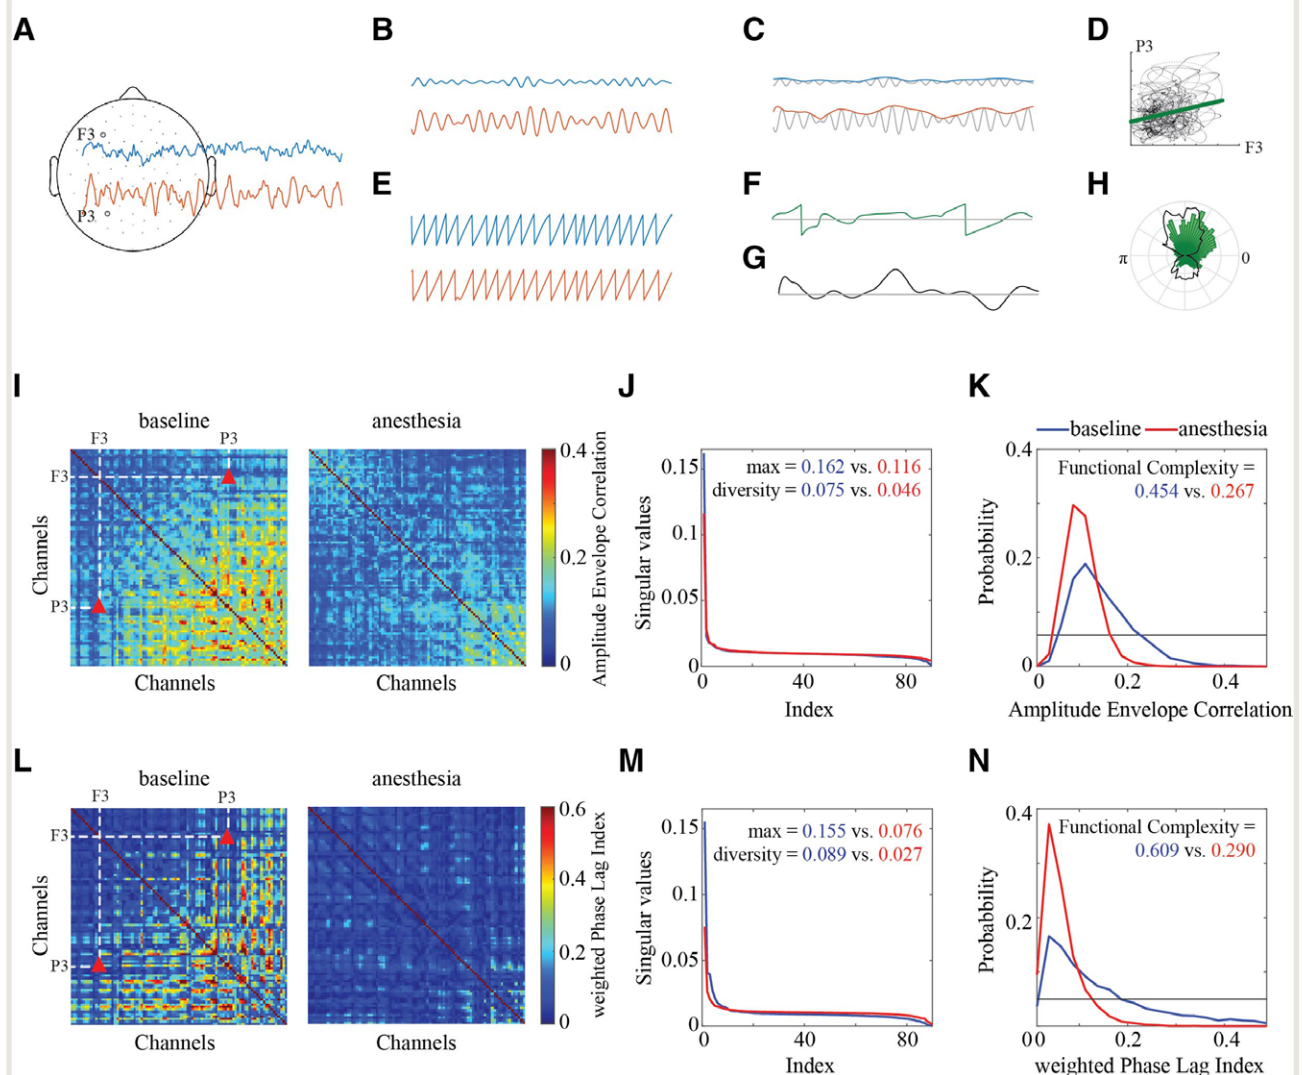 A
B
C
D
P3
F3
F3
P3
E
F
G
H
π
0
I
J
K
baseline
anesthesia
F3
P3
F3
P3
Channels
Channels
Channels
0.4
0.2
0
Amplitude Envelope Correlation
0.15
0.1
0.05
0
max = 0.162 vs. 0.116
diversity = 0.075 vs. 0.046
Singular values
0
40
80
Index
baseline
anesthesia
0.4
0.2
0
Functional Complexity =
0.454 vs. 0.267
Probabbility
0
0.2
0.4
Amplitude Envelope Correlation
L
M
N
baseline
anesthesia
F3
P3
F3
P3
Channels
Channels
Channels
0.6
0.4
0.2
0
weighted Phase Lag Index
0.15
0.1
0.05
0
max = 0.155 vs. 0.076
diversity = 0.089 vs. 0.027
Singular values
0
40
80
Index
0.4
0.2
0
Functional Complexity =
0.609 vs. 0.290
Probabbility
0
0.2
0.4
weighted Phase Lag Index